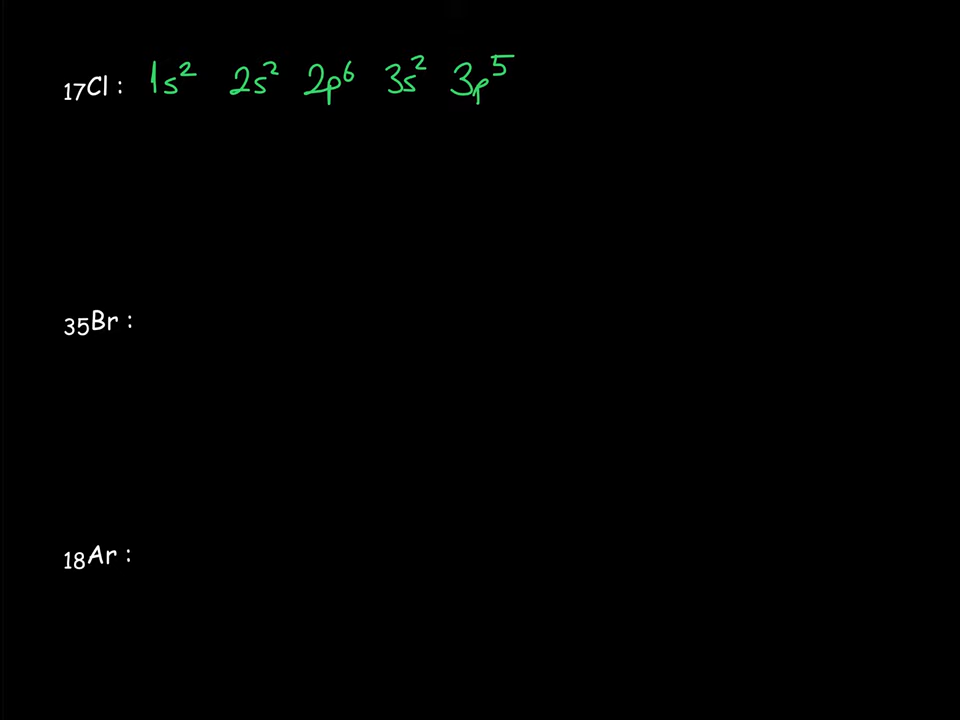 ₁₇Cl : 1s² 2s² 2p⁶ 3s² 3p⁵
₃₅Br :
₁₈Ar :